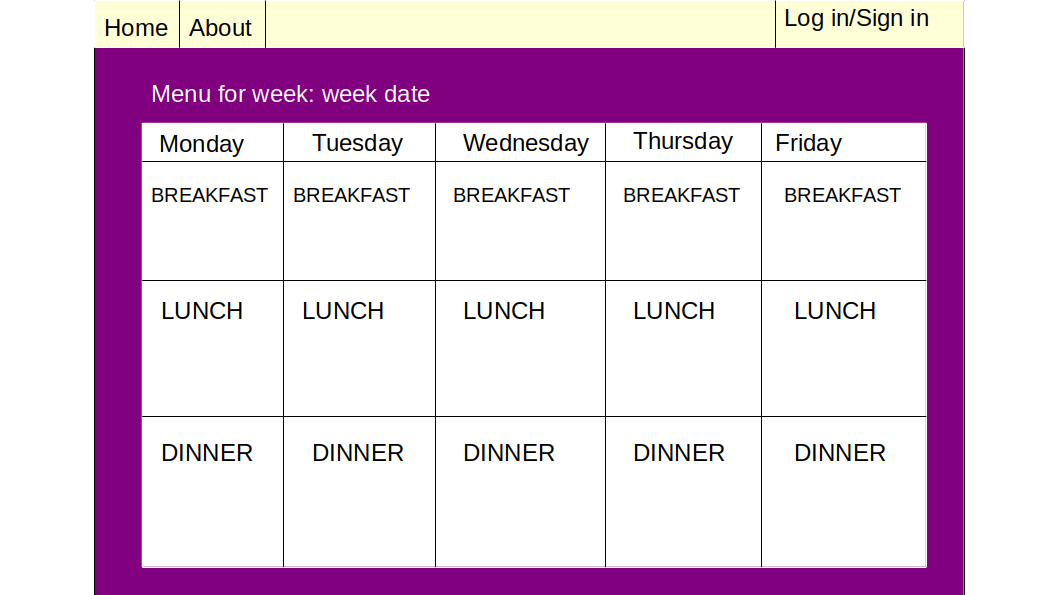 Home About Log in/Sign in
Menu for week: week date
Monday Tuesday Wednesday Thursday Friday
BREAKFAST BREAKFAST BREAKFAST BREAKFAST BREAKFAST
LUNCH LUNCH LUNCH LUNCH LUNCH
DINNER DINNER DINNER DINNER DINNER